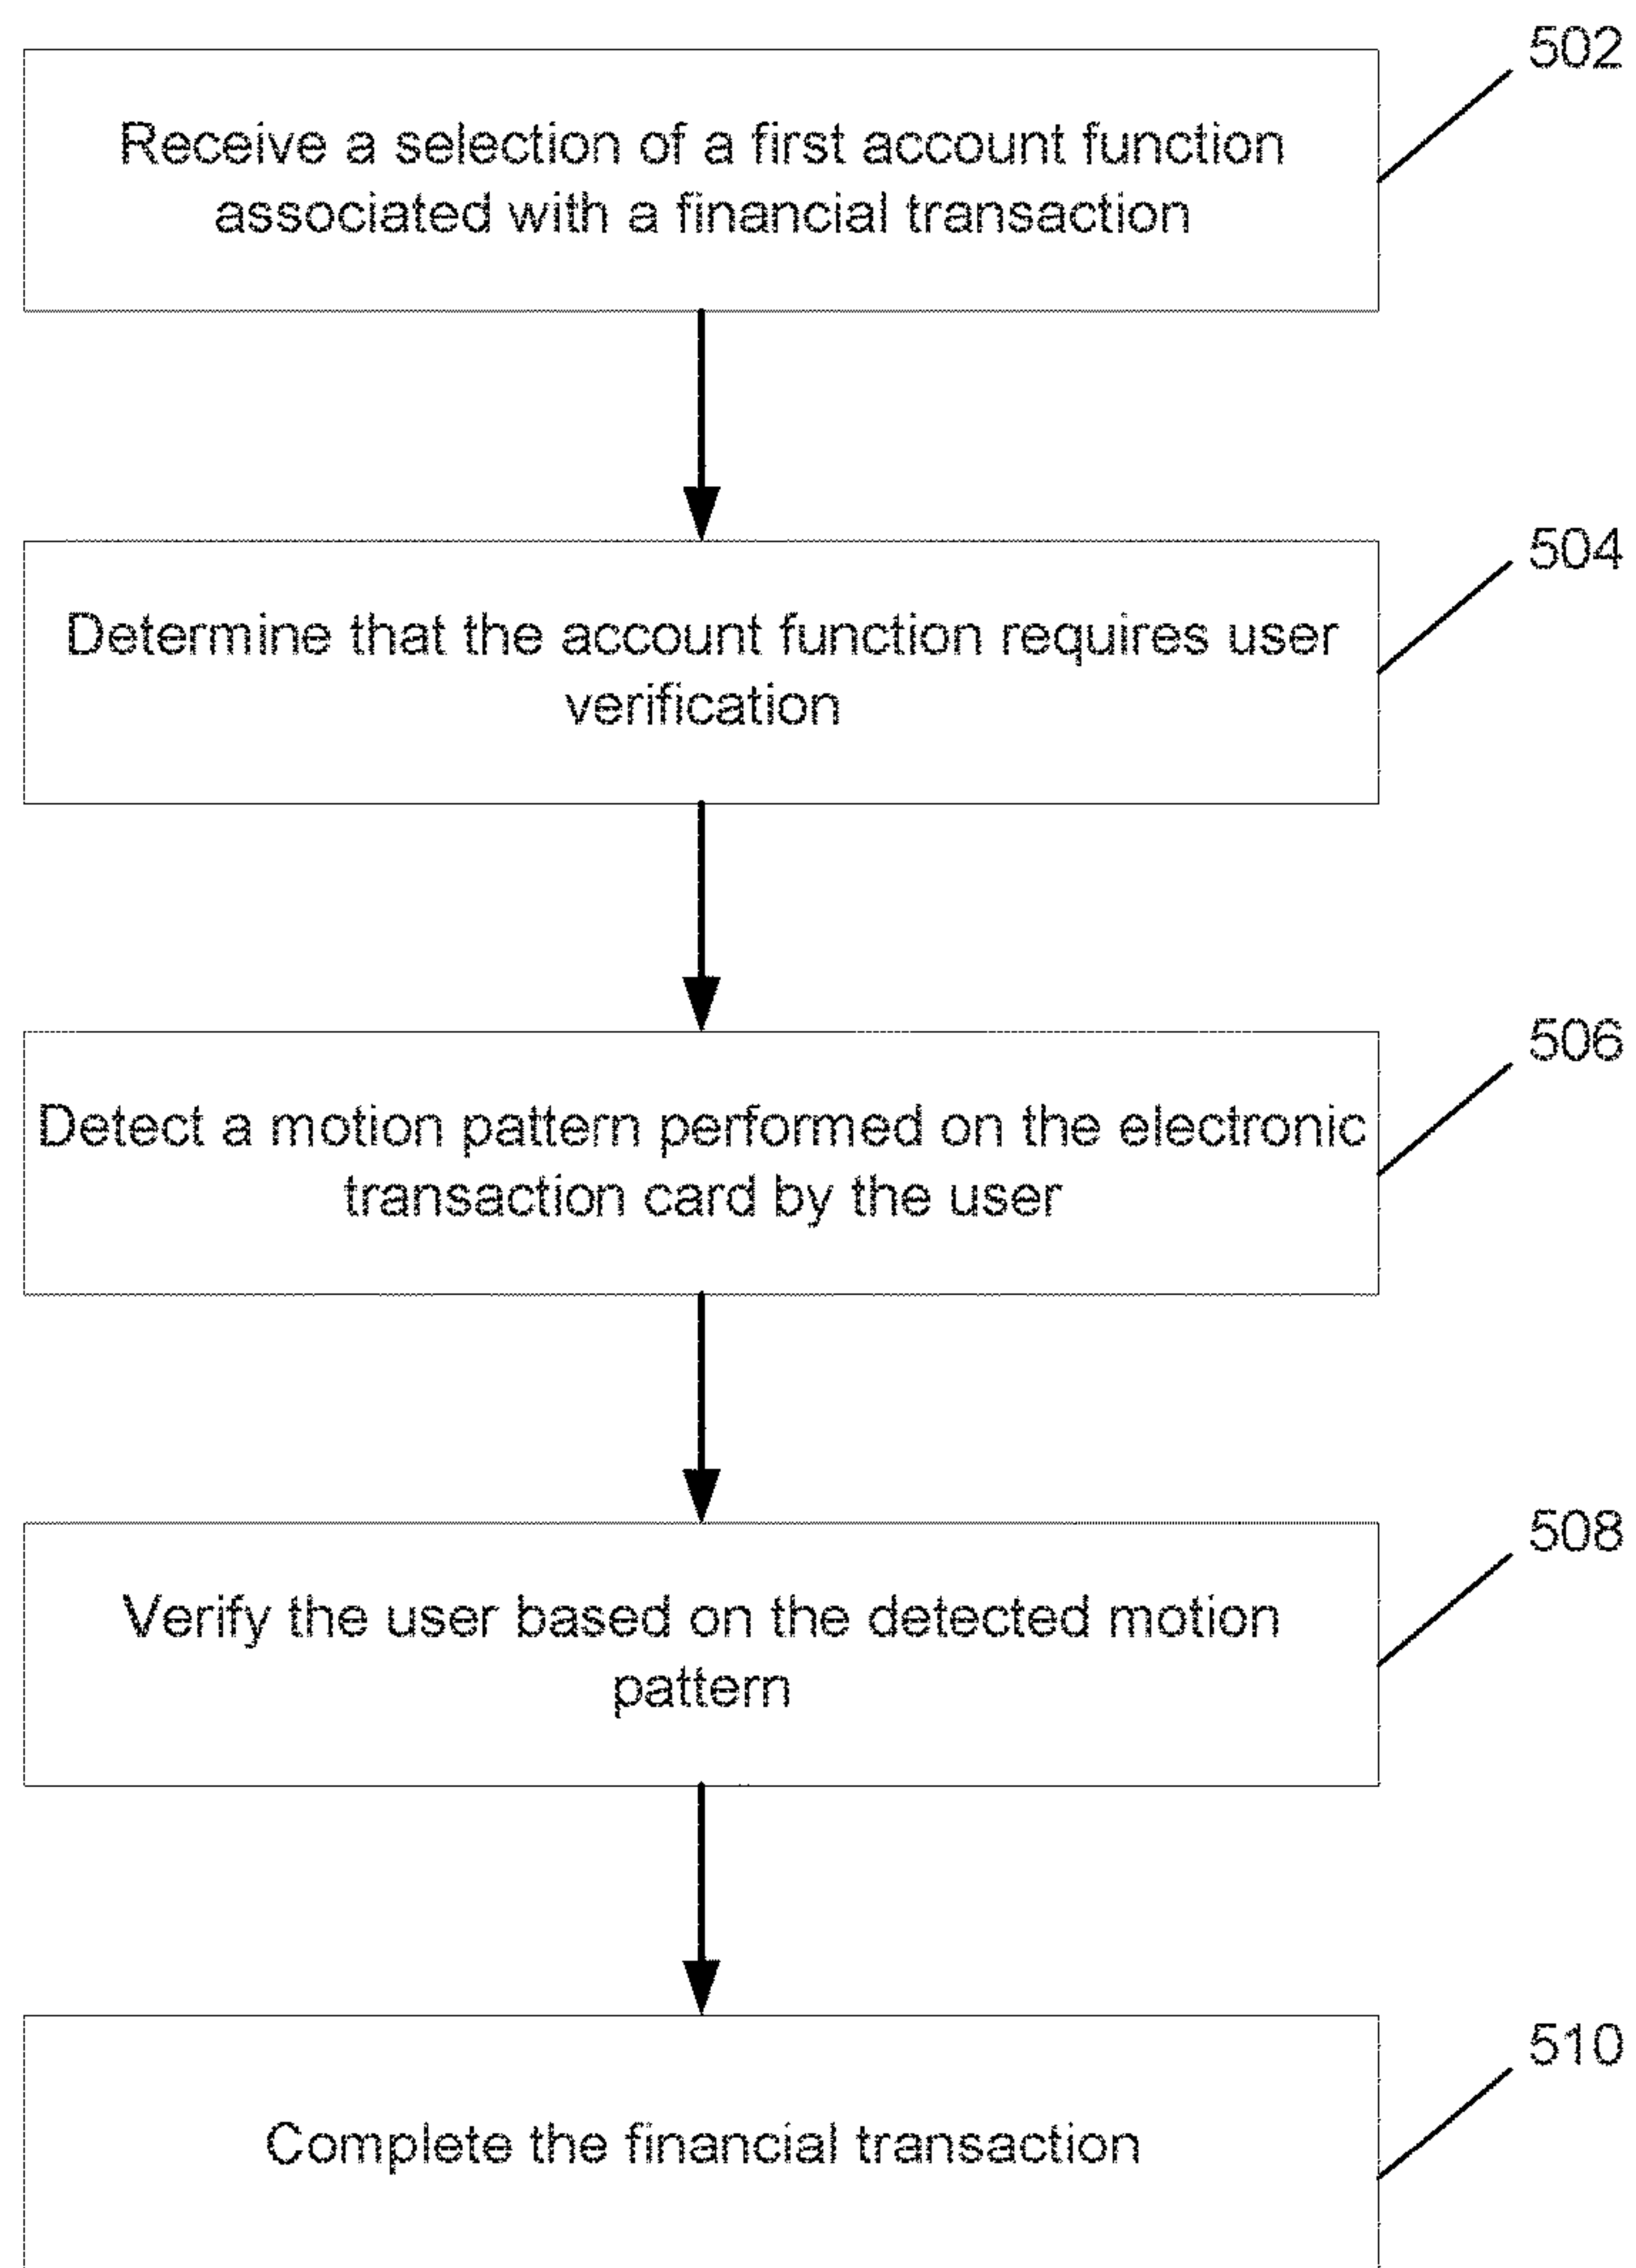 502
Receive a selection of a first account function
associated with a financial transaction
504
Determine that the account function requires user
verification
506
Detect a motion pattern performed on the electronic
transaction card by the user
508
Verify the user based on the detected motion
pattern
510
Complete the financial transaction